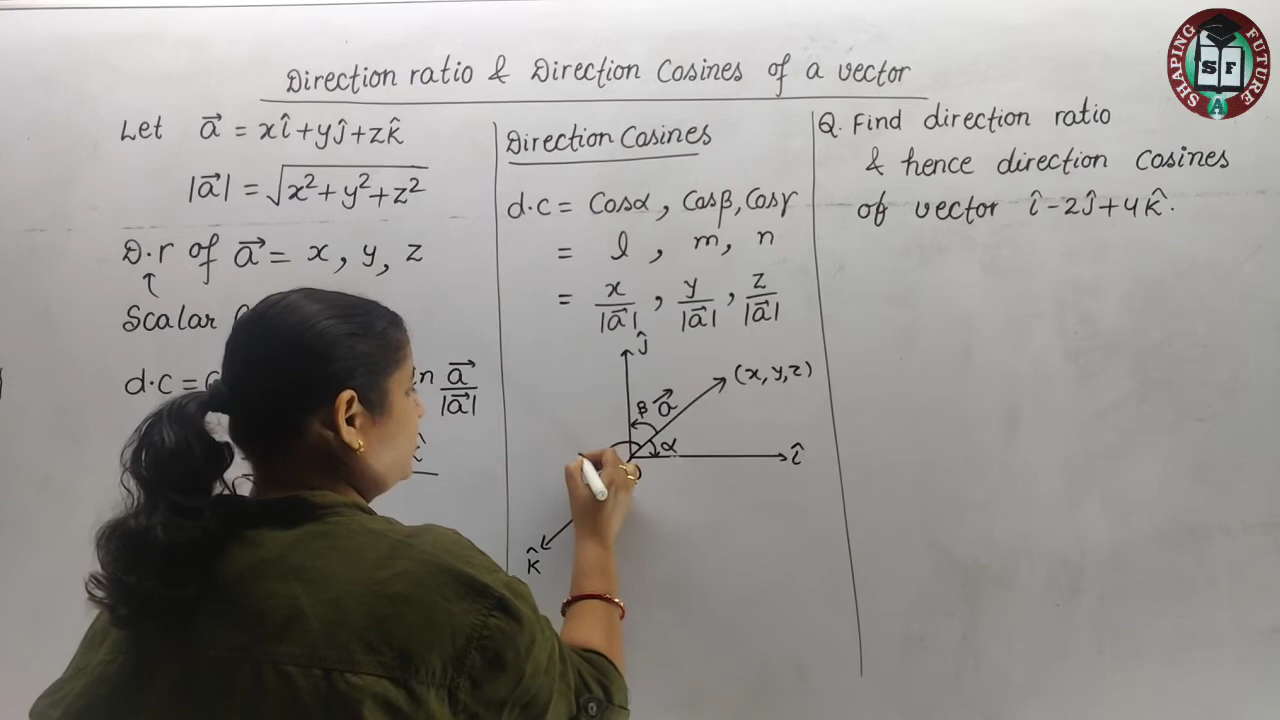 Direction ratio & Direction Cosines of a vector
Let a⃗ = xî+yĵ+zk̂
|a⃗| = √x²+y²+z²
D.r of a⃗ = x, y, z
↑
Scalar
d.c = n a⃗/|a⃗|
Direction Cosines
d.c = Cosα, Cosβ, Cosγ
= l, m, n
= x/|a⃗|, y/|a⃗|, z/|a⃗|
ĵ
(x, y, z)
β a⃗
α
î
k̂
Q. Find direction ratio
& hence direction cosines
of vector î-2ĵ+4k̂.
SHAPING FUTURE
S F
A